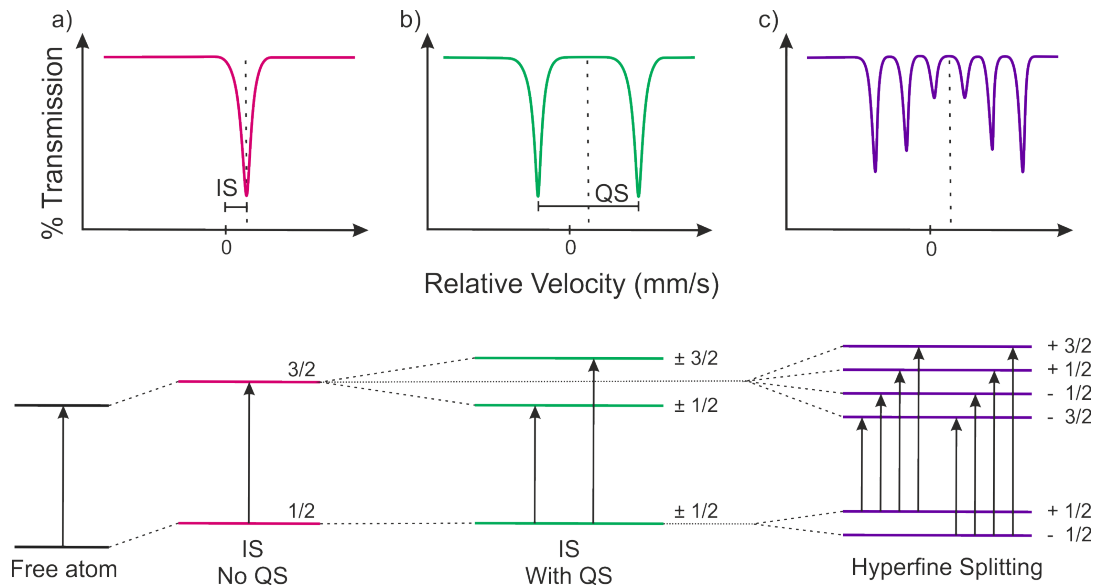 a)
b)
c)
% Transmission
IS
QS
0
0
0
Relative Velocity (mm/s)
3/2
± 3/2
± 1/2
+ 3/2
+ 1/2
- 1/2
- 3/2
1/2
± 1/2
+ 1/2
- 1/2
Free atom
IS
No QS
IS
With QS
Hyperfine Splitting